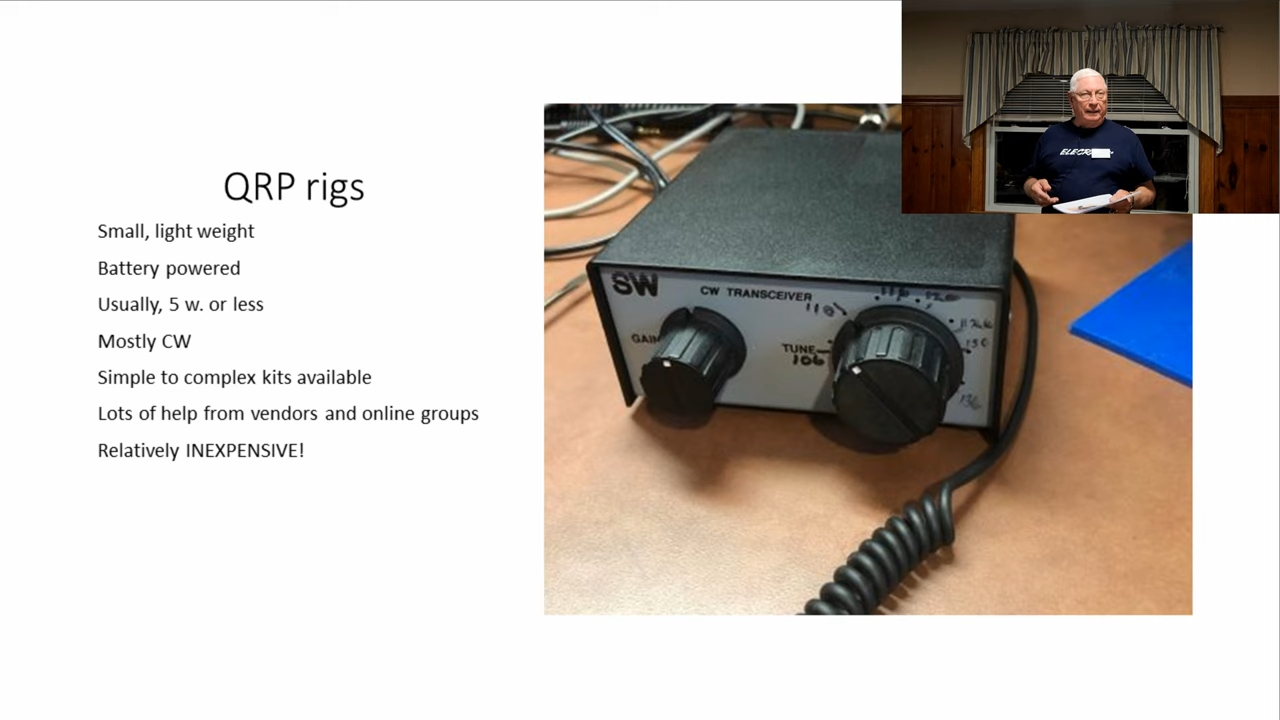 QRP rigs
Small, light weight
Battery powered
Usually, 5 w. or less
Mostly CW
Simple to complex kits available
Lots of help from vendors and online groups
Relatively INEXPENSIVE!
SW
CW TRANSCEIVER
GAIN
TUNE
106